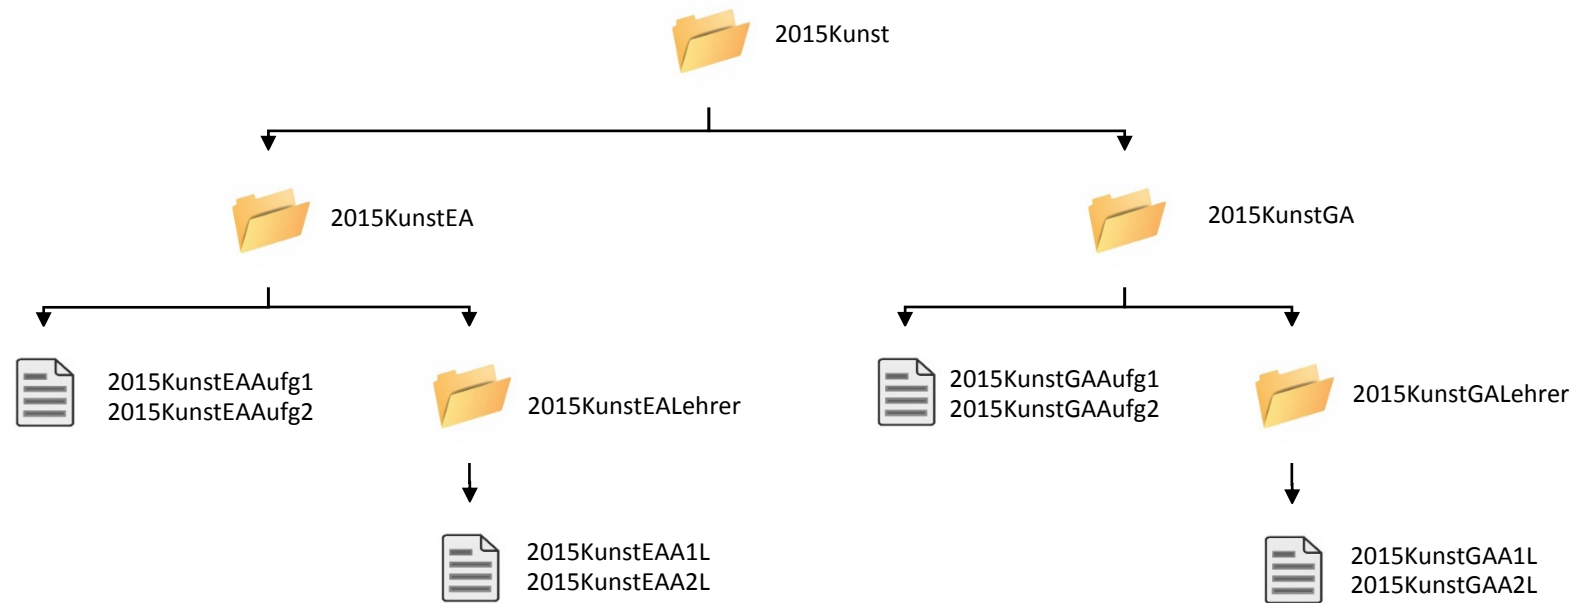 2015Kunst
2015KunstEA
2015KunstGA
2015KunstEAAufg1
2015KunstEAAufg2
2015KunstEALehrer
2015KunstGAAufg1
2015KunstGAAufg2
2015KunstGALehrer
2015KunstEAA1L
2015KunstEAA2L
2015KunstGAA1L
2015KunstGAA2L